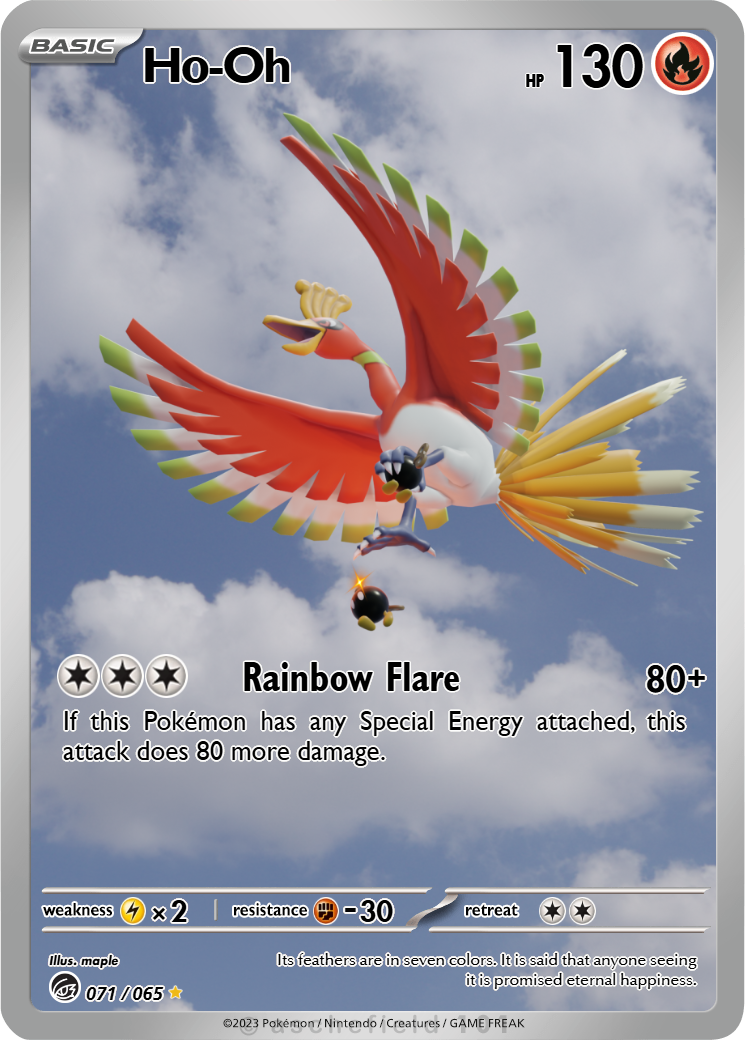 BASIC
Ho-Oh
HP 130
Rainbow Flare 80+
If this Pokémon has any Special Energy attached, this
attack does 80 more damage.
weakness ×2 resistance -30 retreat
Illus. maple
Its feathers are in seven colors. It is said that anyone seeing
it is promised eternal happiness.
071 / 065
©2023 Pokémon / Nintendo / Creatures / GAME FREAK